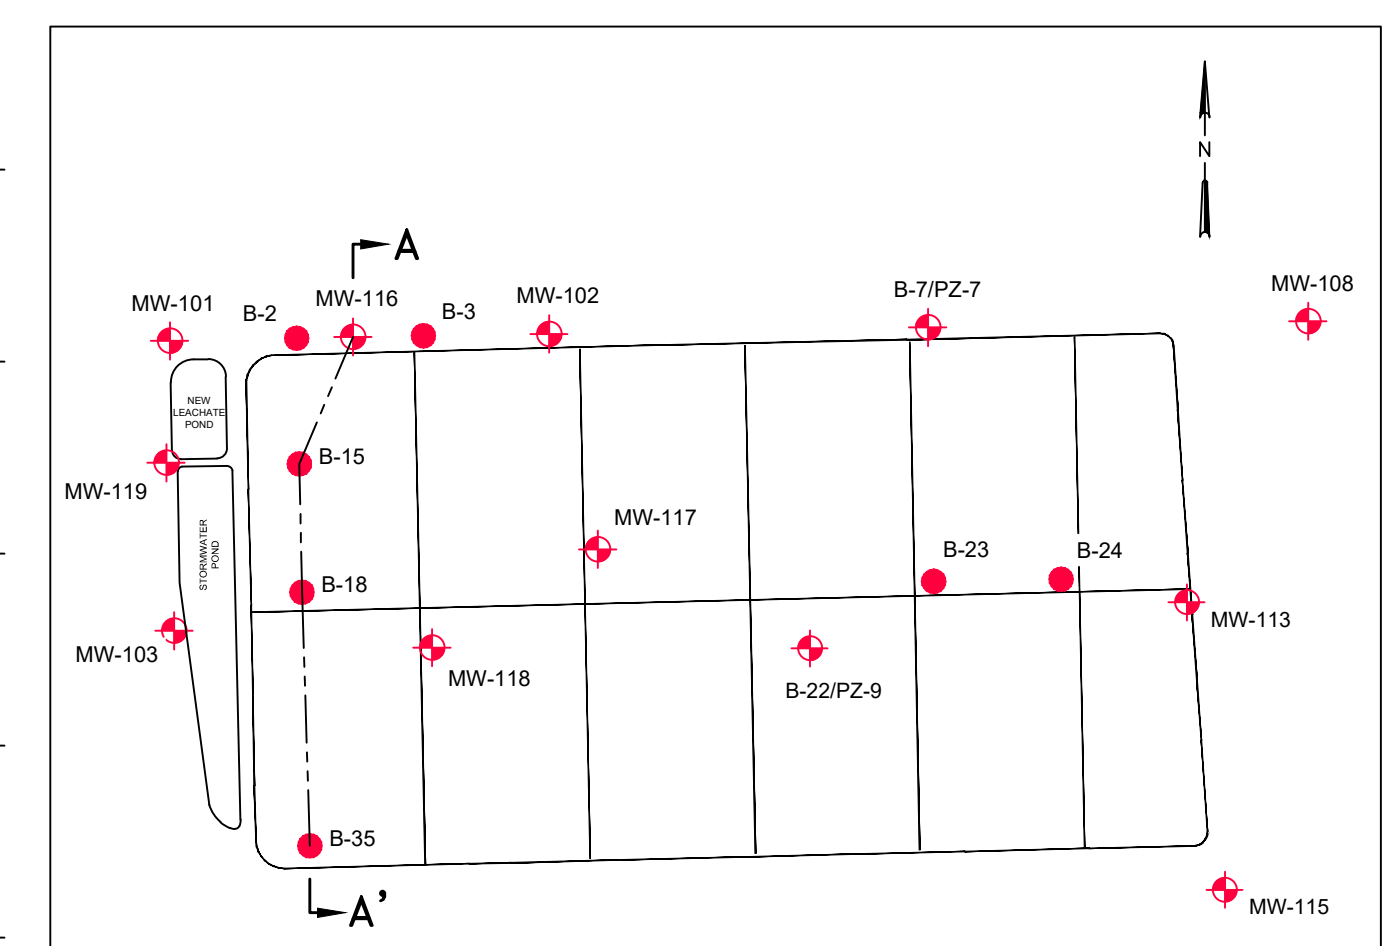 N
A
MW-108
B-7/PZ-7
MW-101
B-2
MW-116
B-3
MW-102
NEW
LEACHATE
POND
B-15
MW-119
MW-117
STORMWATER
POND
B-23
B-24
B-18
MW-113
MW-103
MW-118
B-22/PZ-9
B-35
A’
MW-115